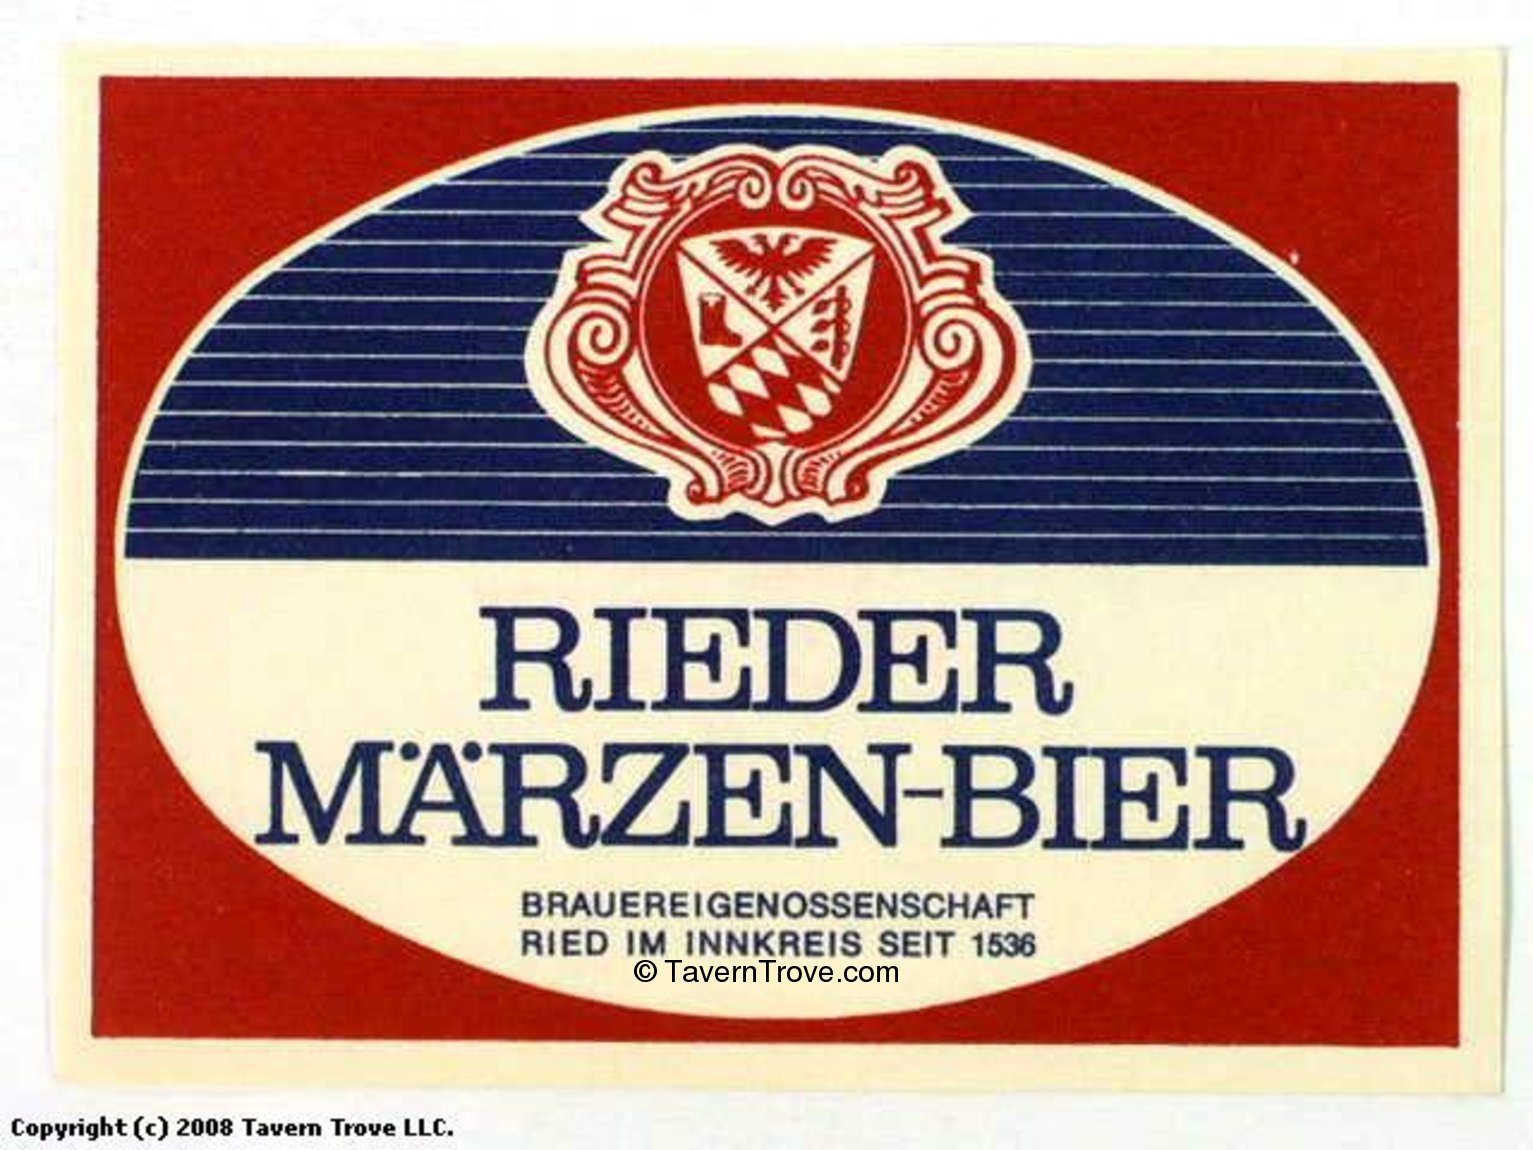 RIEDER
MÄRZEN-BIER
BRAUEREIGENOSSENSCHAFT
RIED IM INNKREIS SEIT 1536
© TavernTrove.com
Copyright (c) 2008 Tavern Trove LLC.